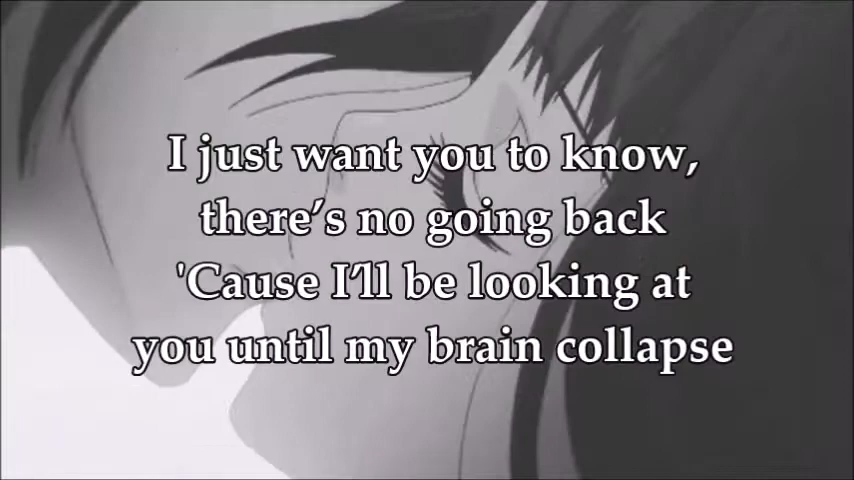 I just want you to know,
there’s no going back
'Cause I’ll be looking at
you until my brain collapse